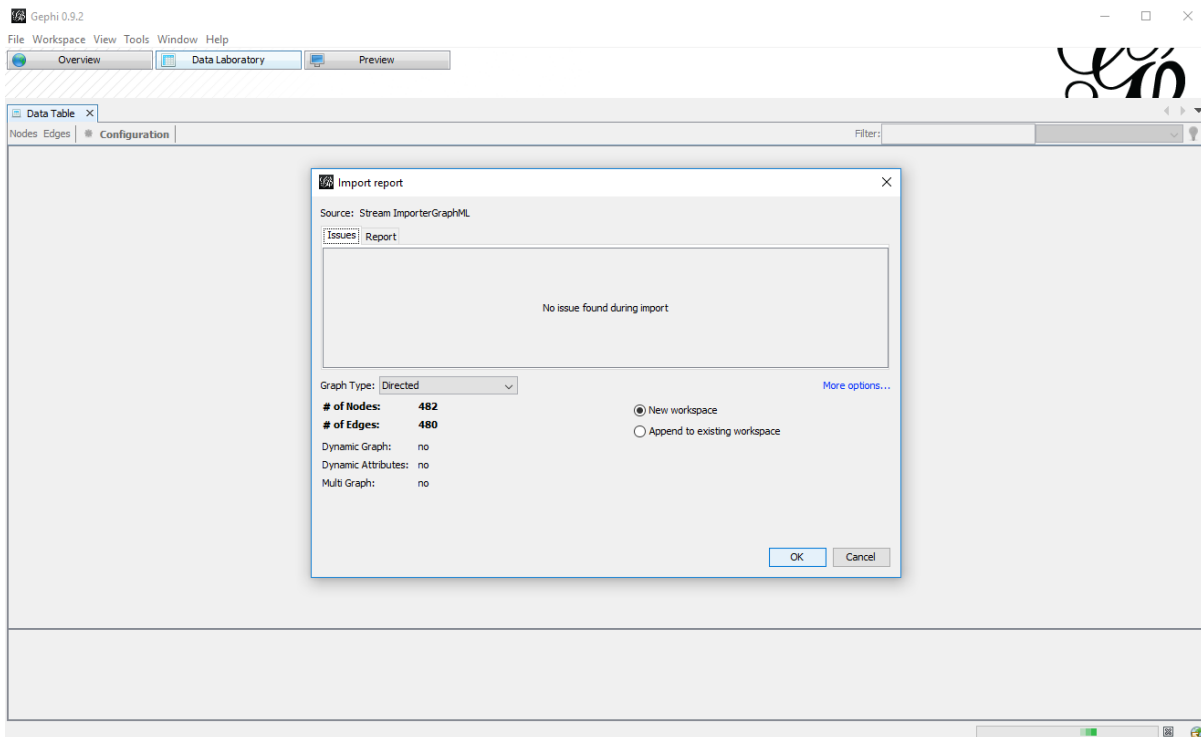 Gephi 0.9.2
File Workspace View Tools Window Help
Overview Data Laboratory Preview
Data Table
Nodes Edges Configuration Filter:
Import report
Source: Stream ImporterGraphML
Issues Report
No issue found during import
Graph Type: Directed More options...
# of Nodes: 482
New workspace
# of Edges: 480
Append to existing workspace
Dynamic Graph: no
Dynamic Attributes: no
Multi Graph: no
OK Cancel